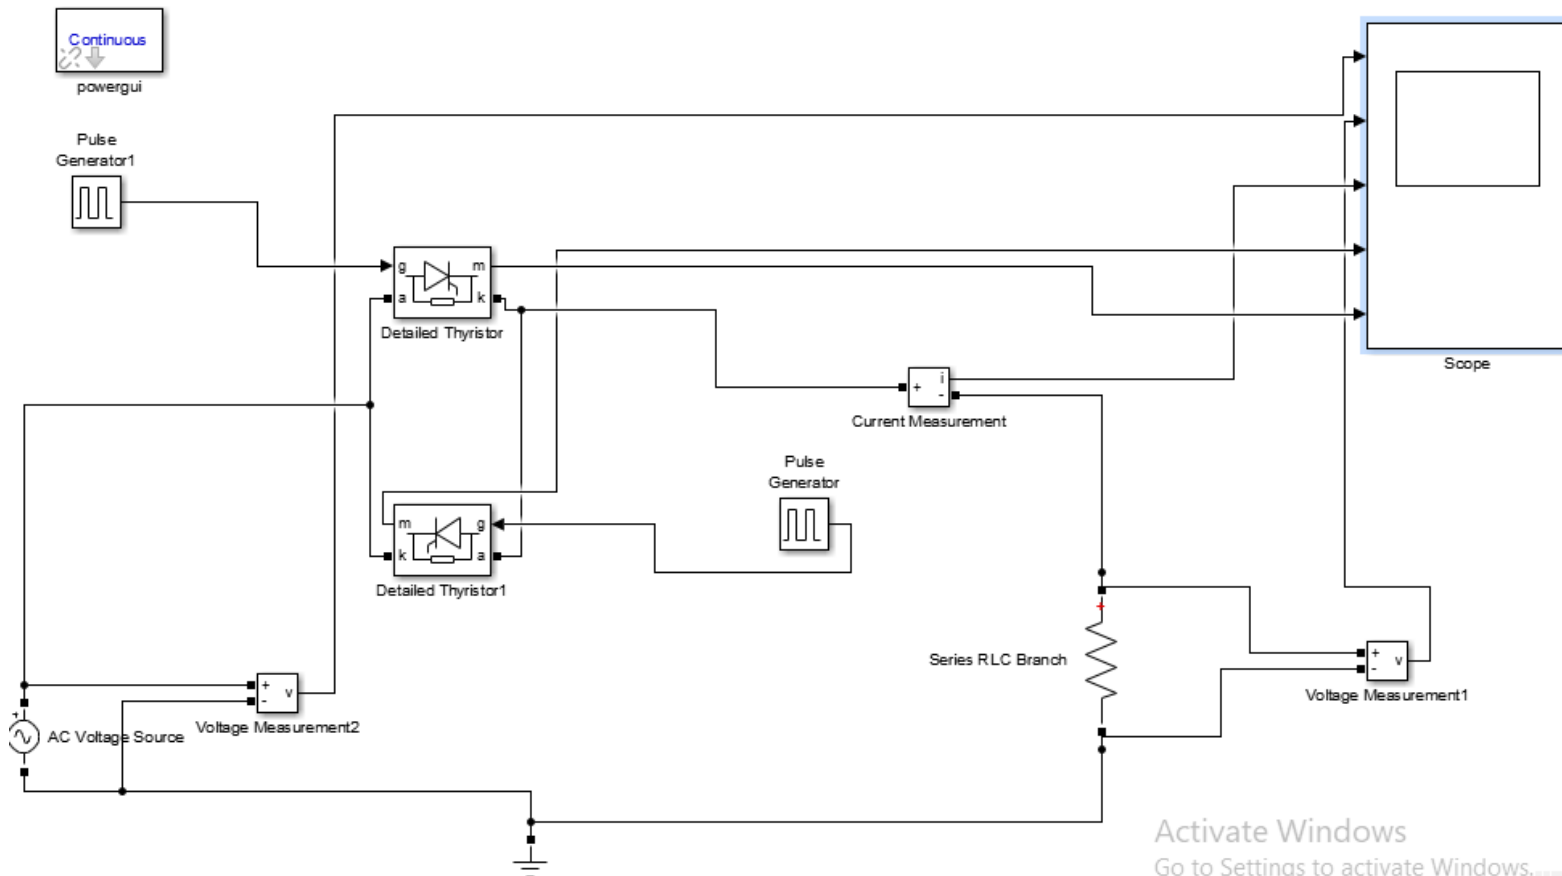 Continuous
powergui
Pulse
Generator1
g
m
a
k
Detailed Thyristor
Scope
+
i
-
Current Measurement
Pulse
Generator
m
g
k
a
Detailed Thyristor1
+
Series RLC Branch
+
v
-
Voltage Measurement1
+
v
-
Voltage Measurement2
+
AC Voltage Source
Activate Windows
Go to Settings to activate Windows.